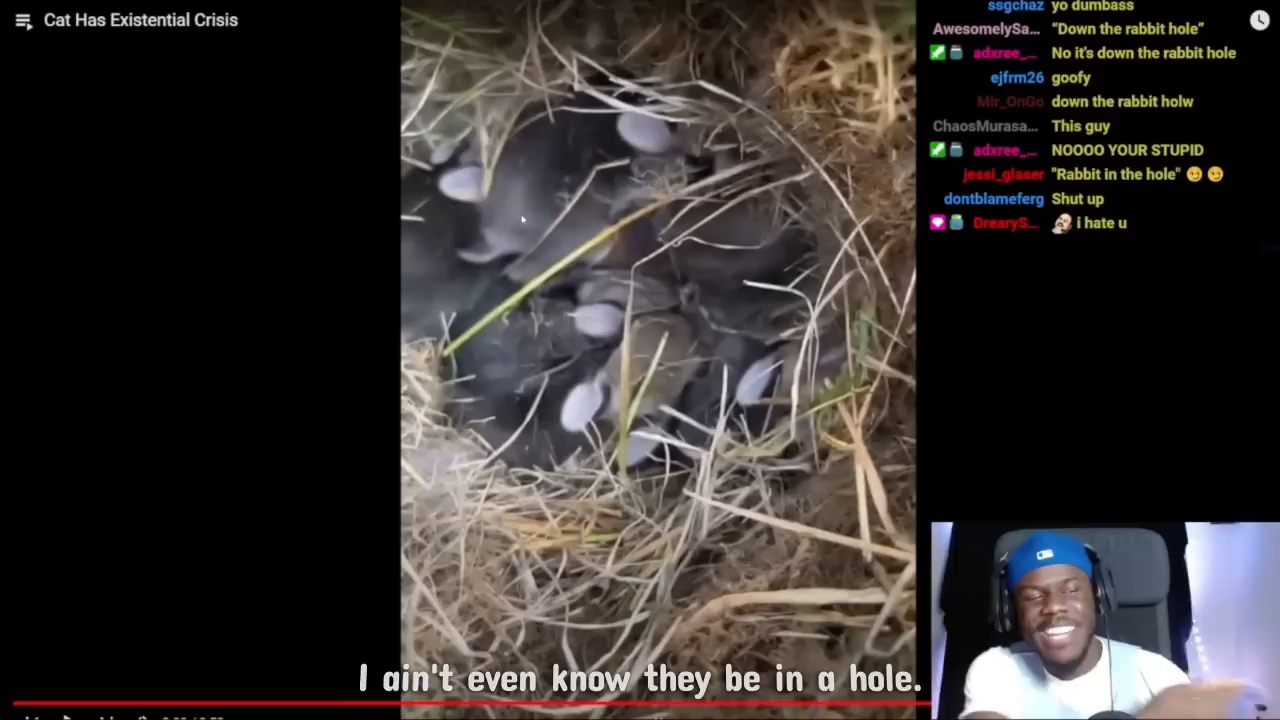 Cat Has Existential Crisis
ssgchaz yo dumbass
AwesomelySa… “Down the rabbit hole”
adxree_… No it's down the rabbit hole
ejfrm26 goofy
Mir_OnGo down the rabbit holw
ChaosMurasa… This guy
adxree_… NOOOO YOUR STUPID
jessi_glaser "Rabbit in the hole" 😏 😏
dontblameferg Shut up
Dreary​S… i hate u
I ain't even know they be in a hole.